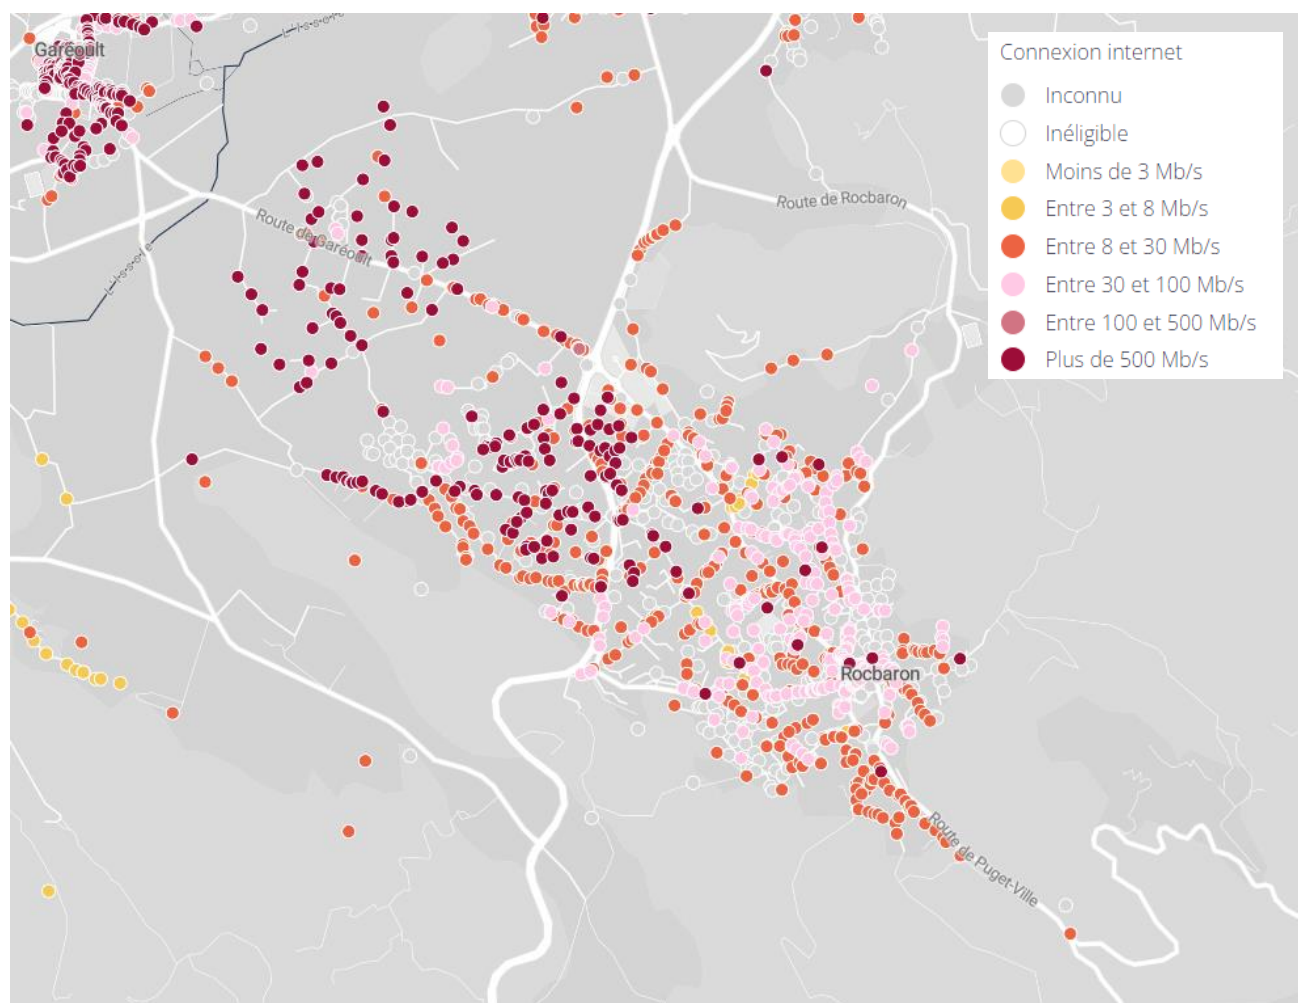 L'Issole
Garéoult
Connexion internet
Inconnu
Inéligible
Moins de 3 Mb/s
Entre 3 et 8 Mb/s
Entre 8 et 30 Mb/s
Entre 30 et 100 Mb/s
Entre 100 et 500 Mb/s
Plus de 500 Mb/s
Route de Rocbaron
Route de Garéoult
L'Issole
Rocbaron
Route de Puget-Ville